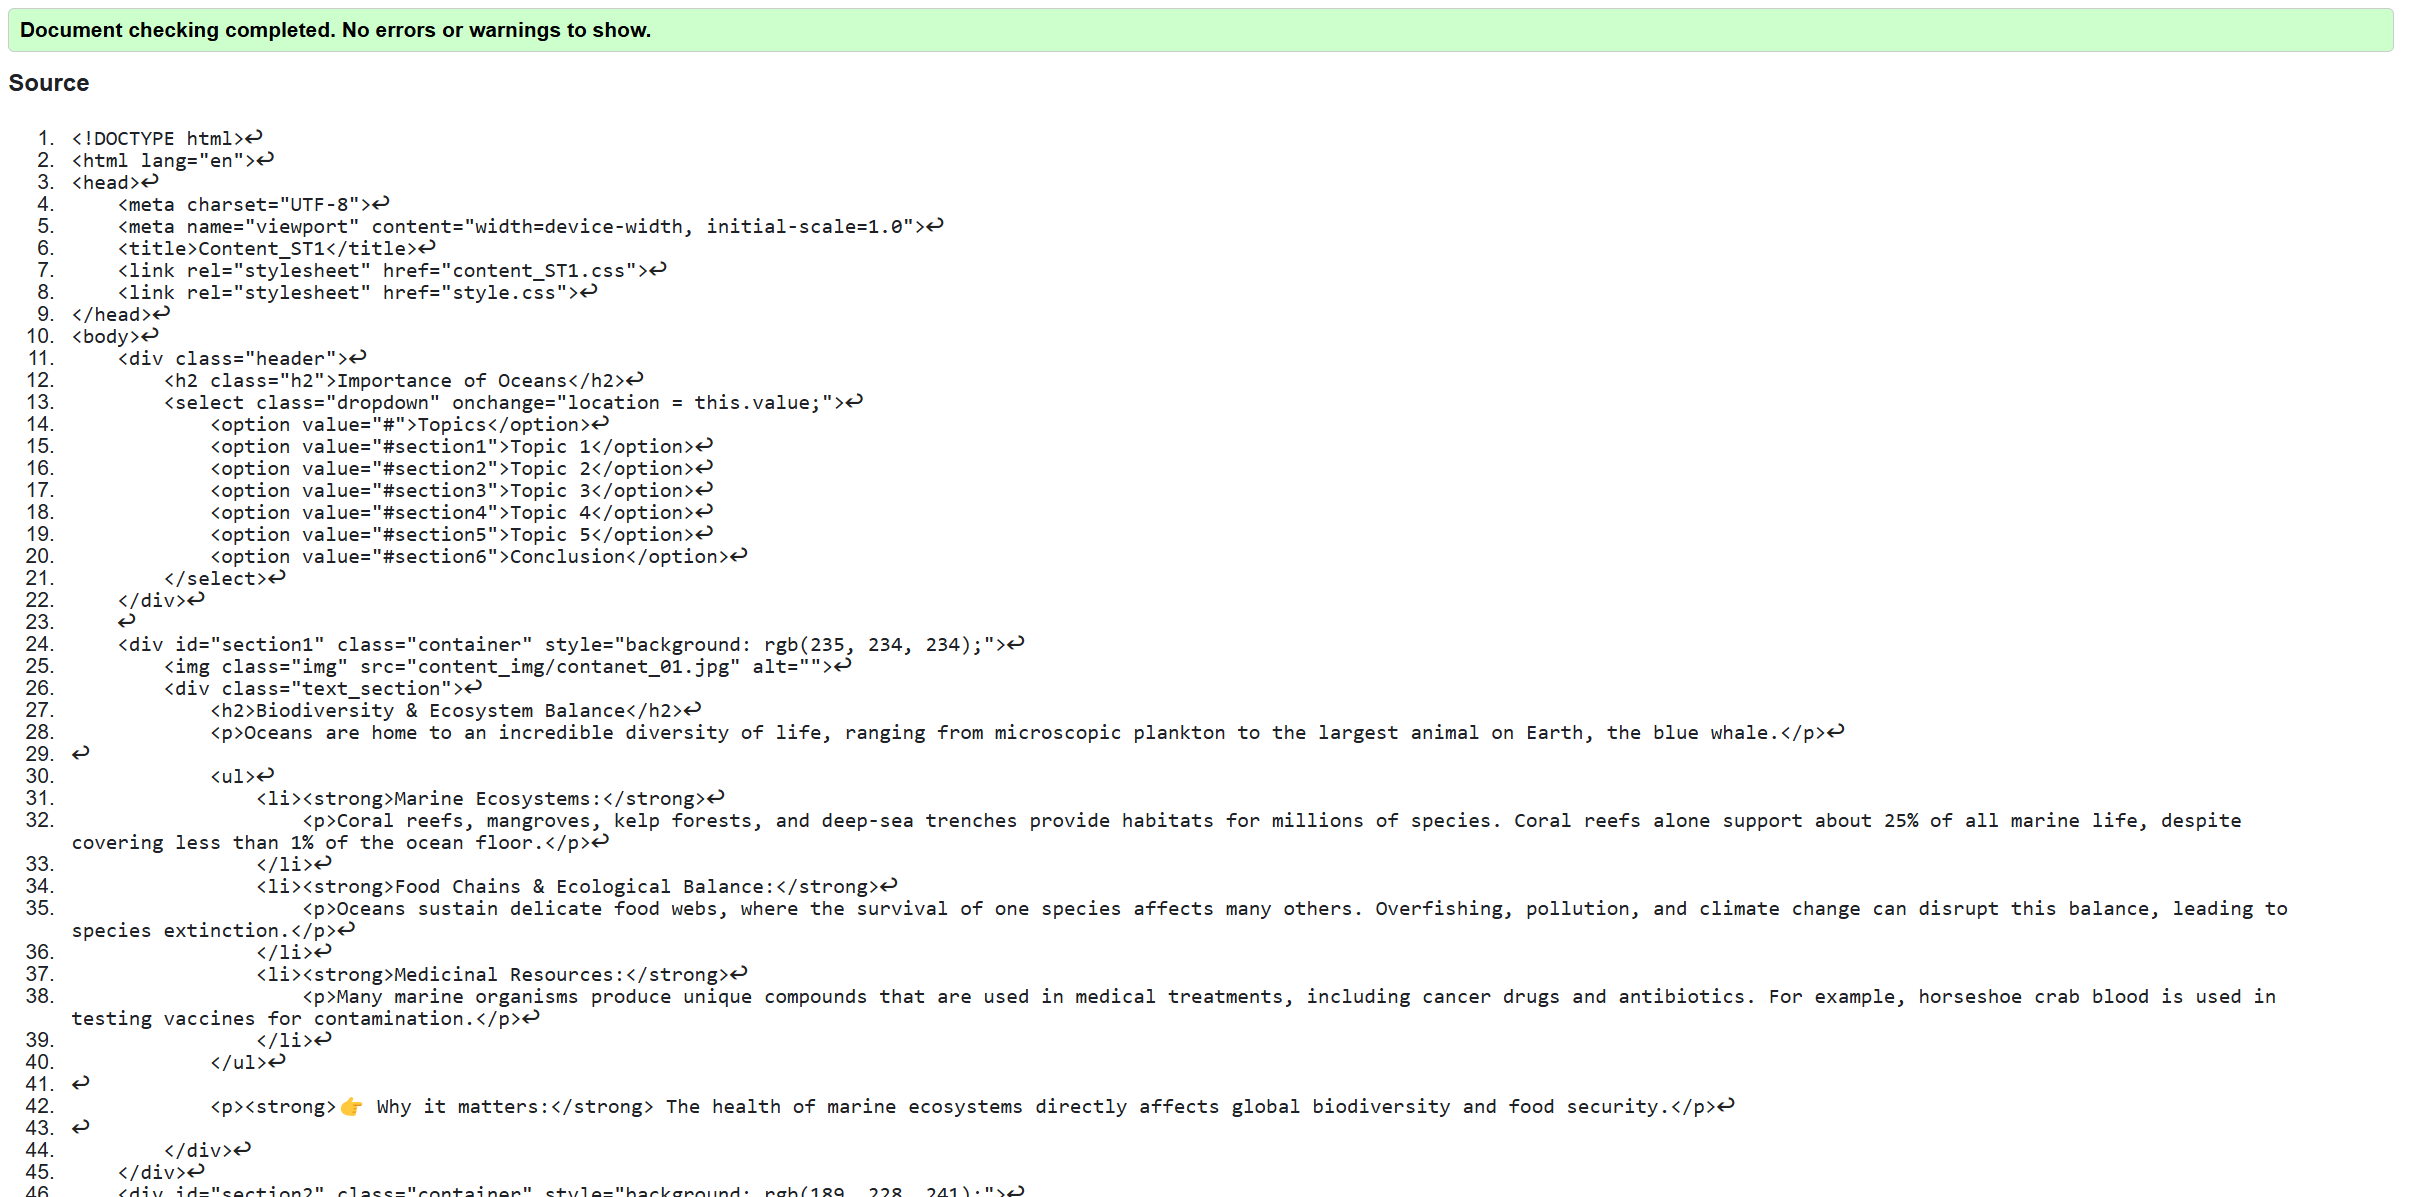 Document checking completed. No errors or warnings to show.
Source
1. <!DOCTYPE html>↩
2. <html lang="en">↩
3. <head>↩
4.     <meta charset="UTF-8">↩
5.     <meta name="viewport" content="width=device-width, initial-scale=1.0">↩
6.     <title>Content_ST1</title>↩
7.     <link rel="stylesheet" href="content_ST1.css">↩
8.     <link rel="stylesheet" href="style.css">↩
9. </head>↩
10. <body>↩
11.     <div class="header">↩
12.         <h2 class="h2">Importance of Oceans</h2>↩
13.         <select class="dropdown" onchange="location = this.value;">↩
14.             <option value="#">Topics</option>↩
15.             <option value="#section1">Topic 1</option>↩
16.             <option value="#section2">Topic 2</option>↩
17.             <option value="#section3">Topic 3</option>↩
18.             <option value="#section4">Topic 4</option>↩
19.             <option value="#section5">Topic 5</option>↩
20.             <option value="#section6">Conclusion</option>↩
21.         </select>↩
22.     </div>↩
23.     ↩
24.     <div id="section1" class="container" style="background: rgb(235, 234, 234);">↩
25.         <img class="img" src="content_img/contanet_01.jpg" alt="">↩
26.         <div class="text_section">↩
27.             <h2>Biodiversity & Ecosystem Balance</h2>↩
28.             <p>Oceans are home to an incredible diversity of life, ranging from microscopic plankton to the largest animal on Earth, the blue whale.</p>↩
29. ↩
30.             <ul>↩
31.                 <li><strong>Marine Ecosystems:</strong>↩
32.                     <p>Coral reefs, mangroves, kelp forests, and deep-sea trenches provide habitats for millions of species. Coral reefs alone support about 25% of all marine life, despite
covering less than 1% of the ocean floor.</p>↩
33.                 </li>↩
34.                 <li><strong>Food Chains & Ecological Balance:</strong>↩
35.                     <p>Oceans sustain delicate food webs, where the survival of one species affects many others. Overfishing, pollution, and climate change can disrupt this balance, leading to
species extinction.</p>↩
36.                 </li>↩
37.                 <li><strong>Medicinal Resources:</strong>↩
38.                     <p>Many marine organisms produce unique compounds that are used in medical treatments, including cancer drugs and antibiotics. For example, horseshoe crab blood is used in
testing vaccines for contamination.</p>↩
39.                 </li>↩
40.             </ul>↩
41. ↩
42.             <p><strong>👉 Why it matters:</strong> The health of marine ecosystems directly affects global biodiversity and food security.</p>↩
43. ↩
44.         </div>↩
45.     </div>↩
46.     <div id="section2" class="container" style="background: rgb(189, 228, 241);">↩